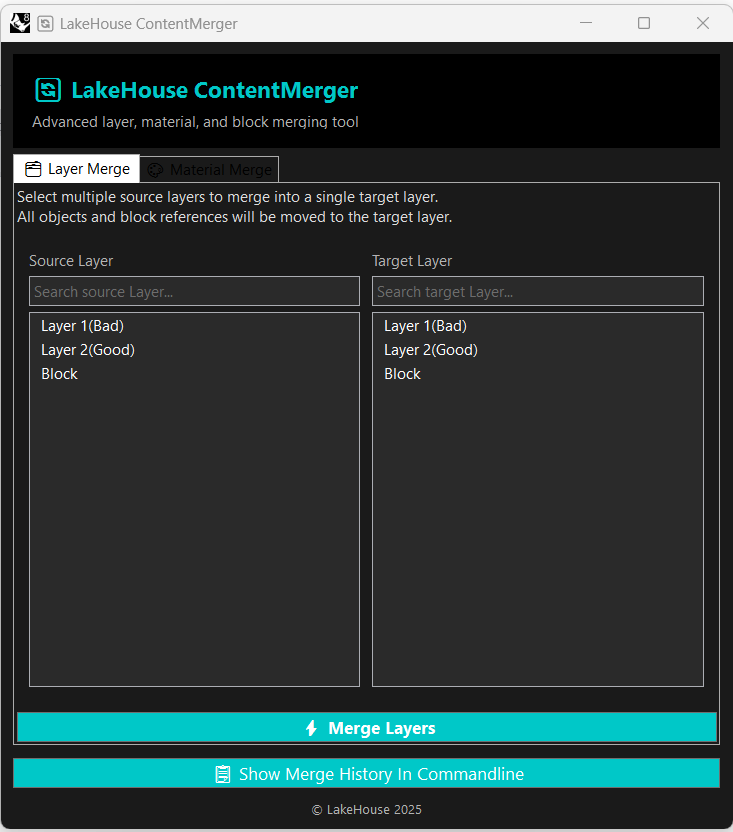 LakeHouse ContentMerger
LakeHouse ContentMerger
Advanced layer, material, and block merging tool
Layer Merge
Material Merge
Select multiple source layers to merge into a single target layer.
All objects and block references will be moved to the target layer.
Source Layer
Target Layer
Search source Layer...
Search target Layer...
Layer 1(Bad)
Layer 2(Good)
Block
Layer 1(Bad)
Layer 2(Good)
Block
Merge Layers
Show Merge History In Commandline
© LakeHouse 2025